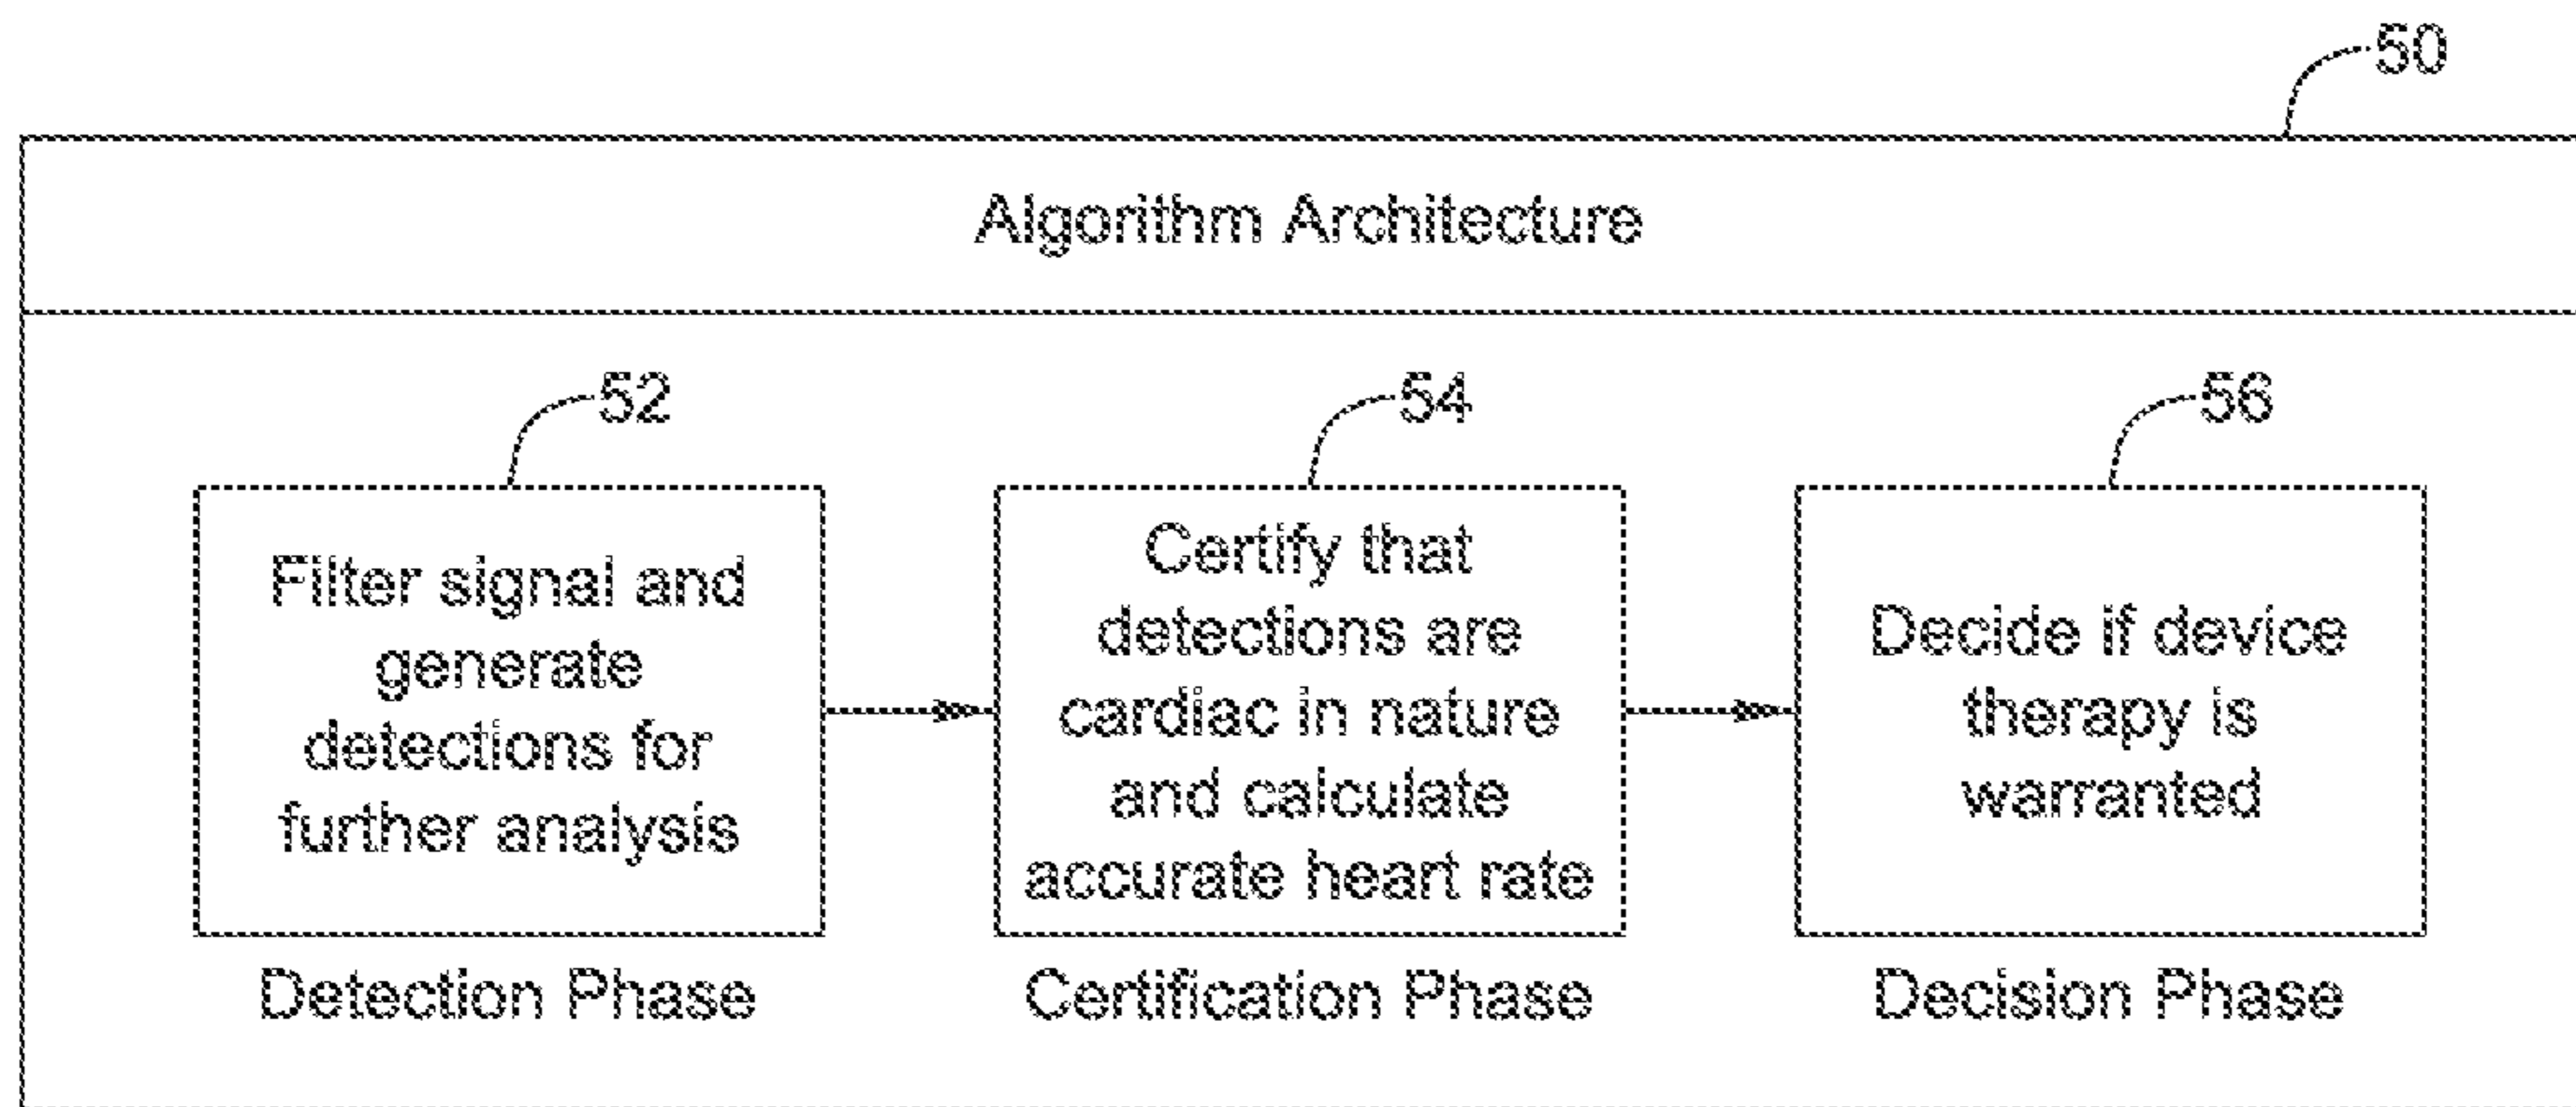 50
Algorithm Architecture
52
54
56
Filter signal and
generate
detections for
further analysis
Certify that
detections are
cardiac in nature
and calculate
accurate heart rate
Decide if device
therapy is
warranted
Detection Phase
Certification Phase
Decision Phase